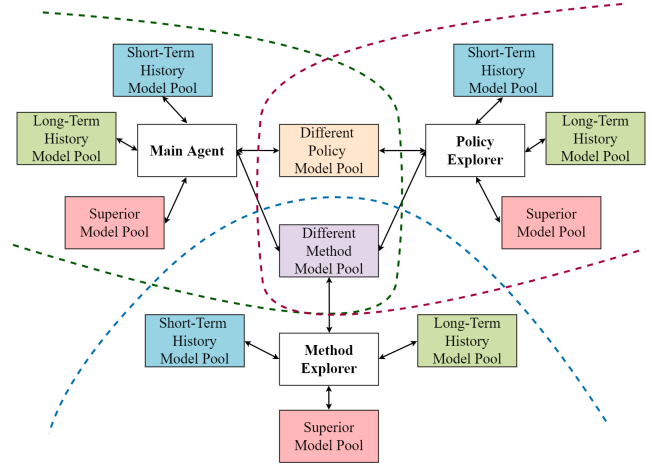 Short-Term
History
Model Pool
Short-Term
History
Model Pool
Long-Term
History
Model Pool
Main Agent
Different
Policy
Model Pool
Policy
Explorer
Long-Term
History
Model Pool
Superior
Model Pool
Superior
Model Pool
Different
Method
Model Pool
Short-Term
History
Model Pool
Method
Explorer
Long-Term
History
Model Pool
Superior
Model Pool